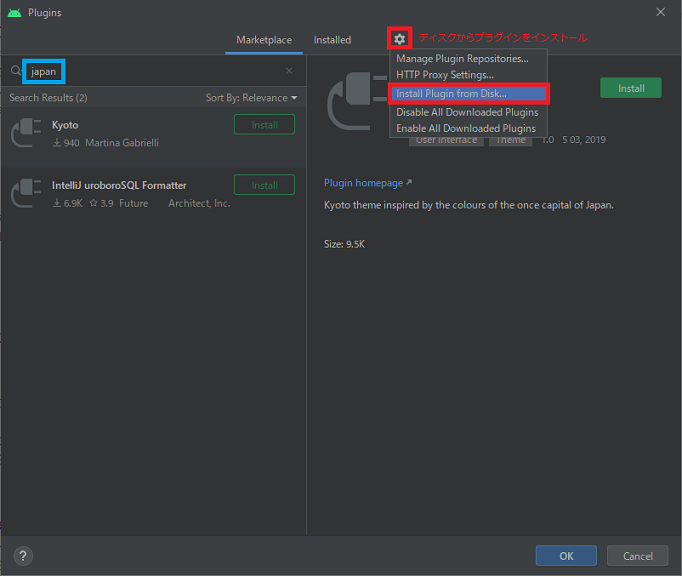 Plugins
Marketplace
Installed
ディスクからプラグインをインストール
japan
Search Results (2)
Sort By: Relevance
Kyoto
Install
940 Martina Gabrielli
IntelliJ uroboroSQL Formatter
Install
6.9K 3.9 Future Architect, Inc.
Manage Plugin Repositories...
HTTP Proxy Settings...
Install Plugin from Disk...
Disable All Downloaded Plugins
Enable All Downloaded Plugins
Install
User Interface Theme 1.0 5 03, 2019
Plugin homepage
Kyoto theme inspired by the colours of the once capital of Japan.
Size: 9.5K
?
OK
Cancel